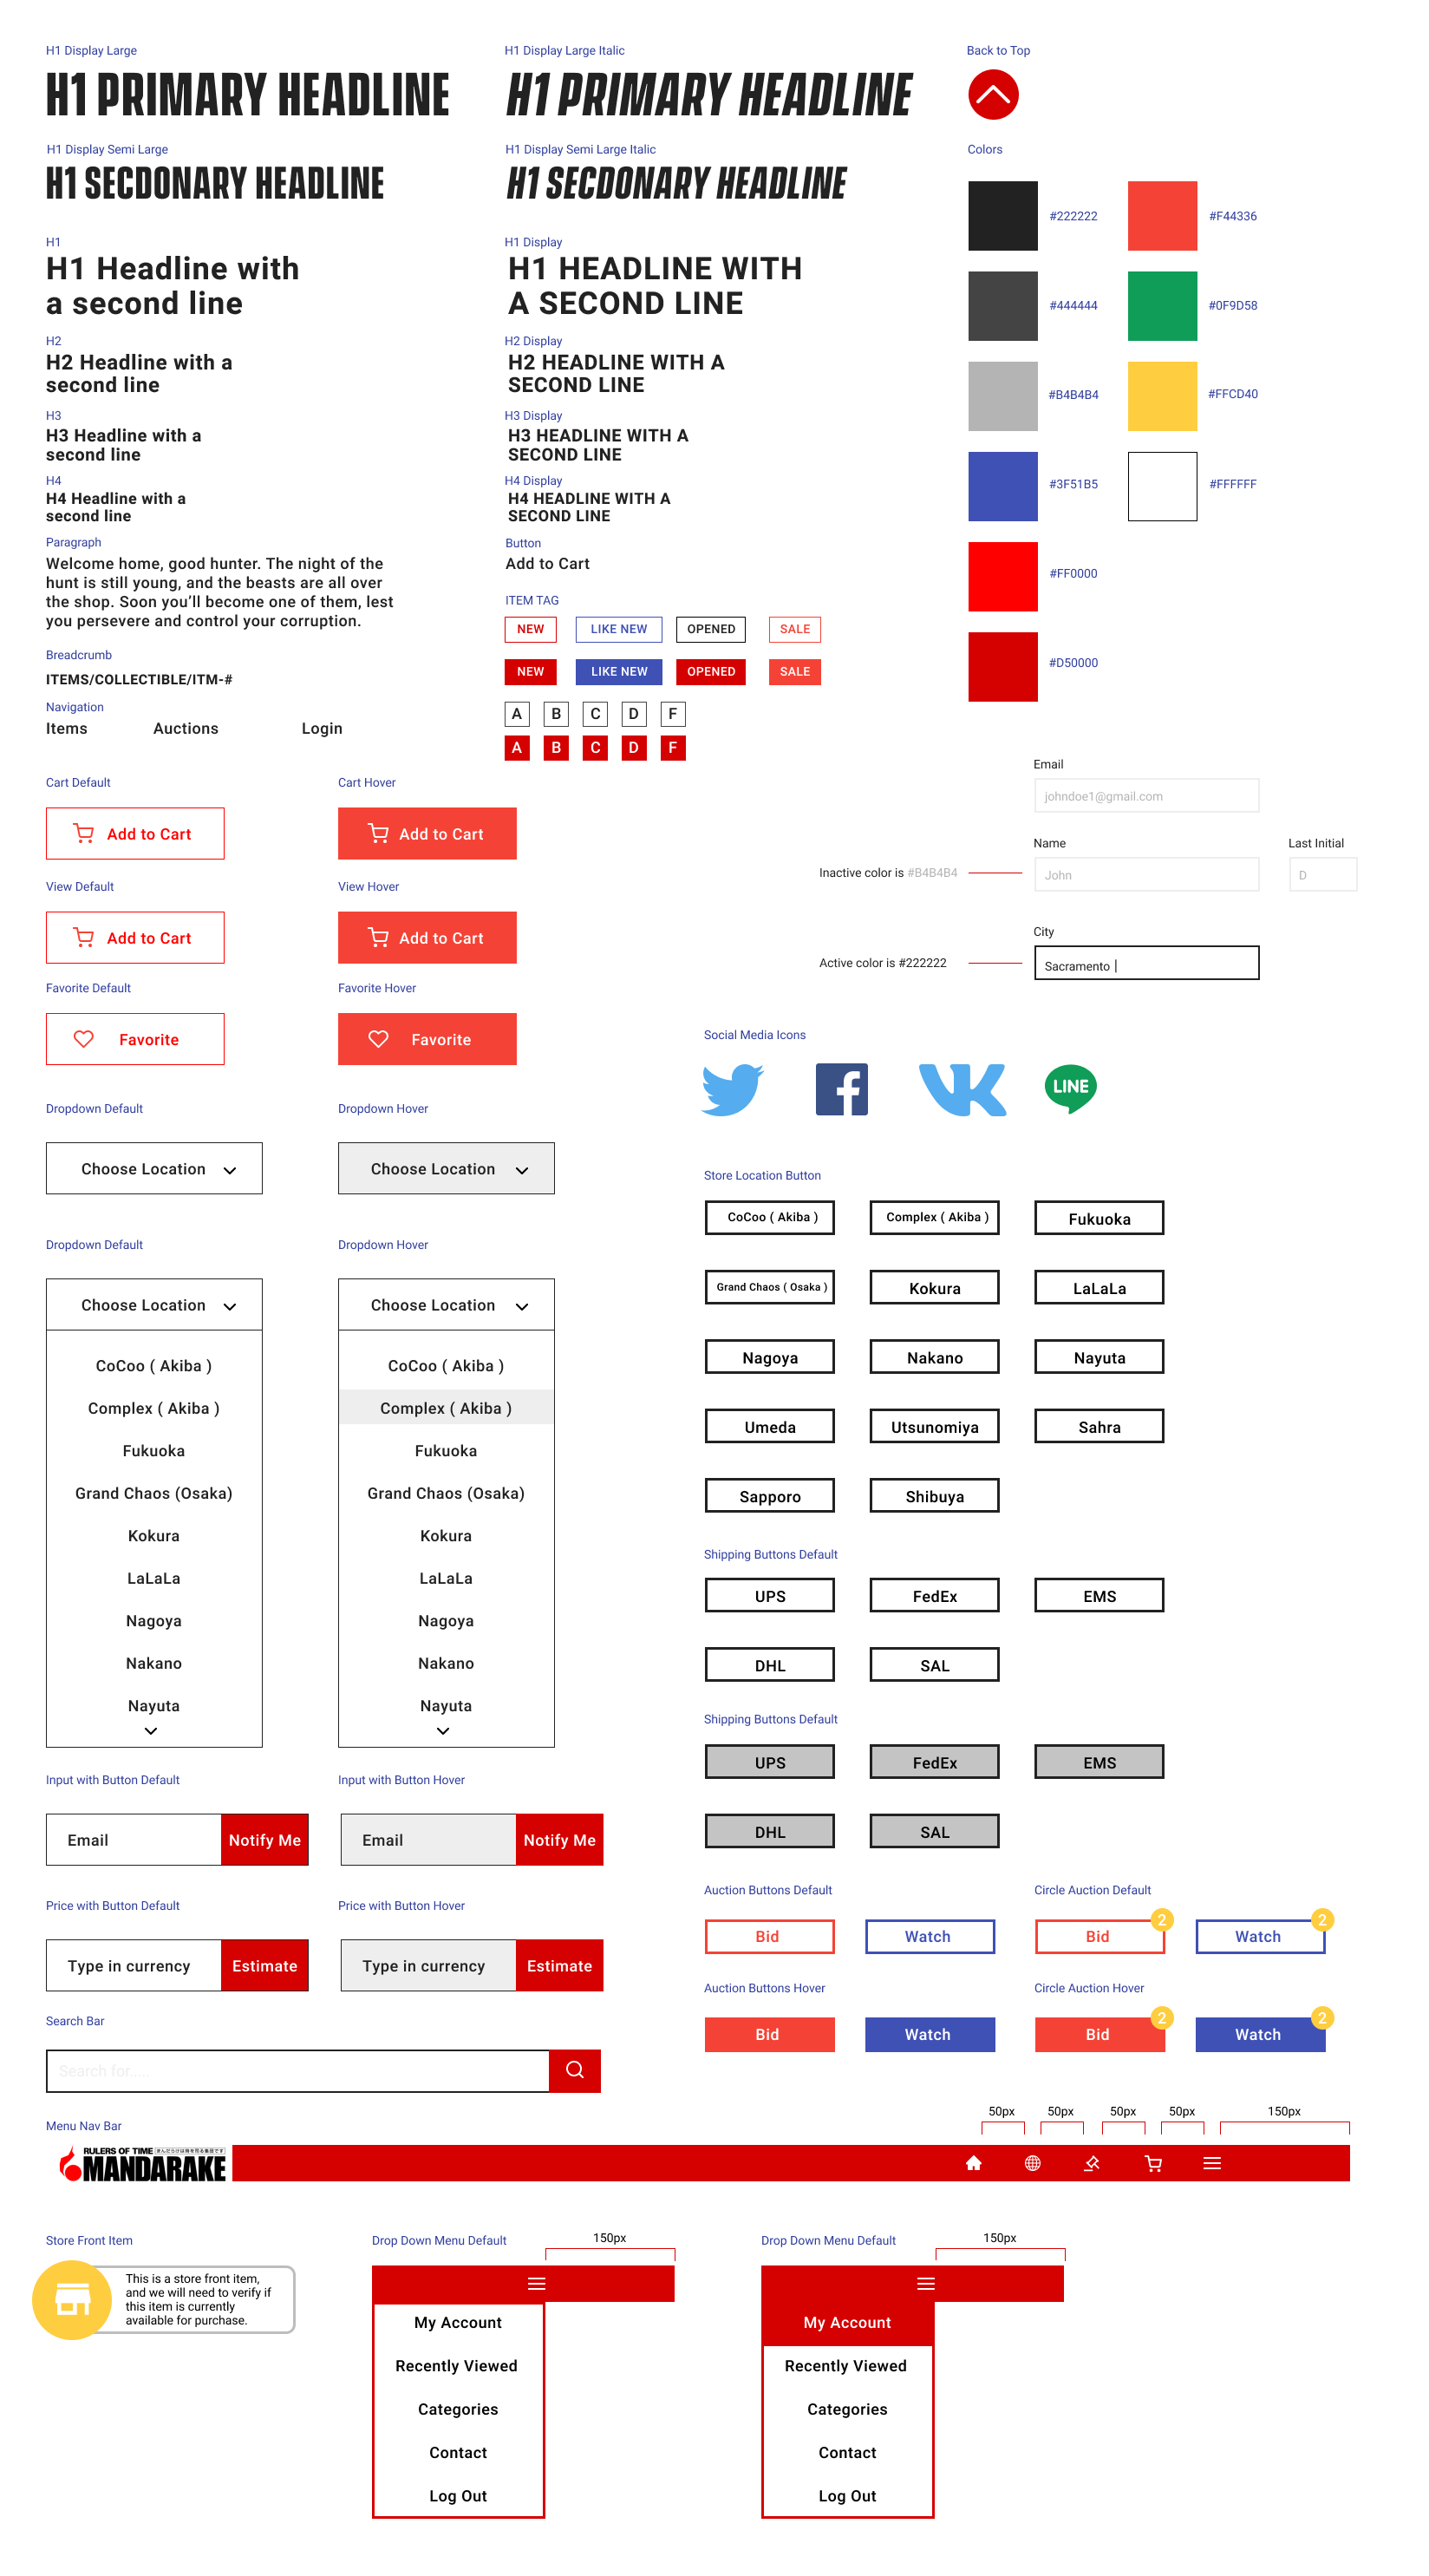 H1 Display Large
H1 PRIMARY HEADLINE
H1 Display Large Italic
H1 PRIMARY HEADLINE
Back to Top
H1 Display Semi Large
H1 SECDONARY HEADLINE
H1 Display Semi Large Italic
H1 SECDONARY HEADLINE
Colors
#222222
#F44336
#444444
#0F9D58
#B4B4B4
#FFCD40
#3F51B5
#FFFFFF
#FF0000
#D50000
H1
H1 Headline with
a second line
H1 Display
H1 HEADLINE WITH
A SECOND LINE
H2
H2 Headline with a
second line
H2 Display
H2 HEADLINE WITH A
SECOND LINE
H3
H3 Headline with a
second line
H3 Display
H3 HEADLINE WITH A
SECOND LINE
H4
H4 Headline with a
second line
H4 Display
H4 HEADLINE WITH A
SECOND LINE
Paragraph
Welcome home, good hunter. The night of the
hunt is still young, and the beasts are all over
the shop. Soon you’ll become one of them, lest
you persevere and control your corruption.
Button
Add to Cart
ITEM TAG
NEW LIKE NEW OPENED SALE
NEW LIKE NEW OPENED SALE
A B C D F
A B C D F
Breadcrumb
ITEMS/COLLECTIBLE/ITM-#
Navigation
Items Auctions Login
Cart Default
Add to Cart
Cart Hover
Add to Cart
View Default
Add to Cart
View Hover
Add to Cart
Favorite Default
Favorite
Favorite Hover
Favorite
Email
johndoe1@gmail.com
Name
John
Last Initial
D
Inactive color is #B4B4B4
City
Sacramento |
Active color is #222222
Social Media Icons
LINE
Dropdown Default
Choose Location
Dropdown Hover
Choose Location
Dropdown Default
Choose Location
CoCoo ( Akiba )
Complex ( Akiba )
Fukuoka
Grand Chaos (Osaka)
Kokura
LaLaLa
Nagoya
Nakano
Nayuta
Dropdown Hover
Choose Location
CoCoo ( Akiba )
Complex ( Akiba )
Fukuoka
Grand Chaos (Osaka)
Kokura
LaLaLa
Nagoya
Nakano
Nayuta
Store Location Button
CoCoo ( Akiba ) Complex ( Akiba ) Fukuoka
Grand Chaos ( Osaka ) Kokura LaLaLa
Nagoya Nakano Nayuta
Umeda Utsunomiya Sahra
Sapporo Shibuya
Shipping Buttons Default
UPS FedEx EMS
DHL SAL
Shipping Buttons Default
UPS FedEx EMS
DHL SAL
Input with Button Default
Email Notify Me
Input with Button Hover
Email Notify Me
Price with Button Default
Type in currency Estimate
Price with Button Hover
Type in currency Estimate
Auction Buttons Default
Bid Watch
Circle Auction Default
Bid 2 Watch 2
Auction Buttons Hover
Bid Watch
Circle Auction Hover
Bid 2 Watch 2
Search Bar
Search for.....
Menu Nav Bar
50px 50px 50px 50px 150px
RULERS OF TIME
MANDARAKE
Store Front Item
This is a store front item,
and we will need to verify if
this item is currently
available for purchase.
Drop Down Menu Default
150px
My Account
Recently Viewed
Categories
Contact
Log Out
Drop Down Menu Default
150px
My Account
Recently Viewed
Categories
Contact
Log Out